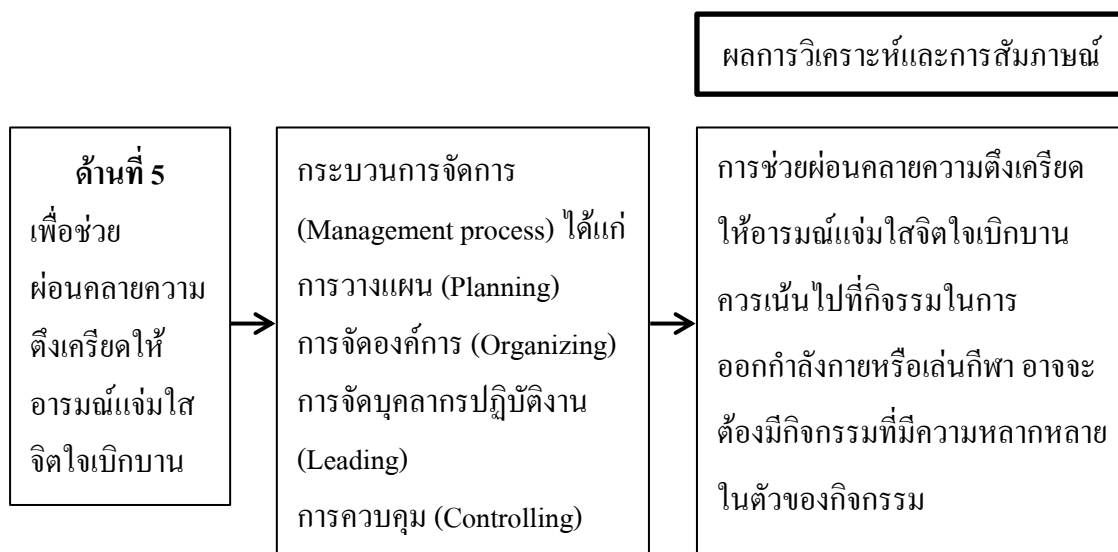 ผลการวิเคราะห์และการสัมภาษณ์
ด้านที่ 5
เพื่อช่วย
ผ่อนคลายความ
ตึงเครียดให้
อารมณ์แจ่มใส
จิตใจเบิกบาน
กระบวนการจัดการ
(Management process) ได้แก่
การวางแผน (Planning)
การจัดองค์การ (Organizing)
การจัดบุคลากรปฏิบัติงาน
(Leading)
การควบคุม (Controlling)
การช่วยผ่อนคลายความตึงเครียด
ให้อารมณ์แจ่มใสจิตใจเบิกบาน
ควรเน้นไปที่กิจรรมในการ
ออกกำลังกายหรือเล่นกีฬา อาจจะ
ต้องมีกิจกรรมที่มีความหลากหลาย
ในตัวของกิจกรรม